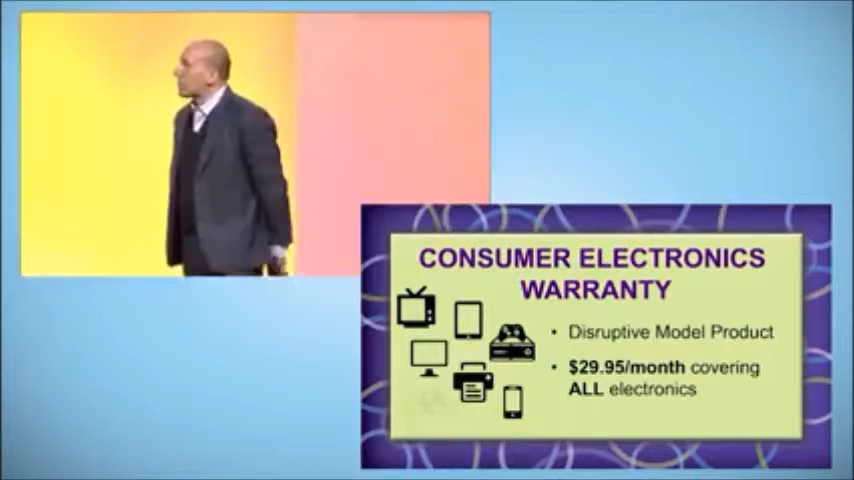 CONSUMER ELECTRONICS
WARRANTY
• Disruptive Model Product
• $29.95/month covering
ALL electronics